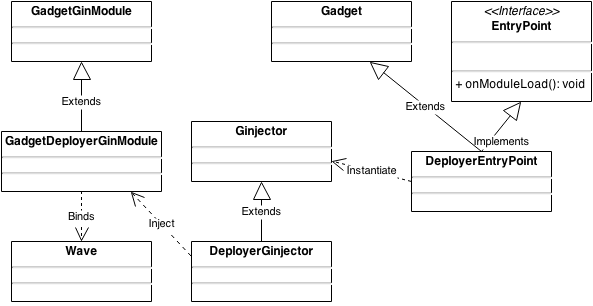 GadgetGinModule
Gadget
<<Interface>>
EntryPoint
+ onModuleLoad(): void
Extends
Extends
Implements
GadgetDeployerGinModule
Ginjector
DeployerEntryPoint
Instantiate
Binds
Inject
Extends
Wave
DeployerGinjector